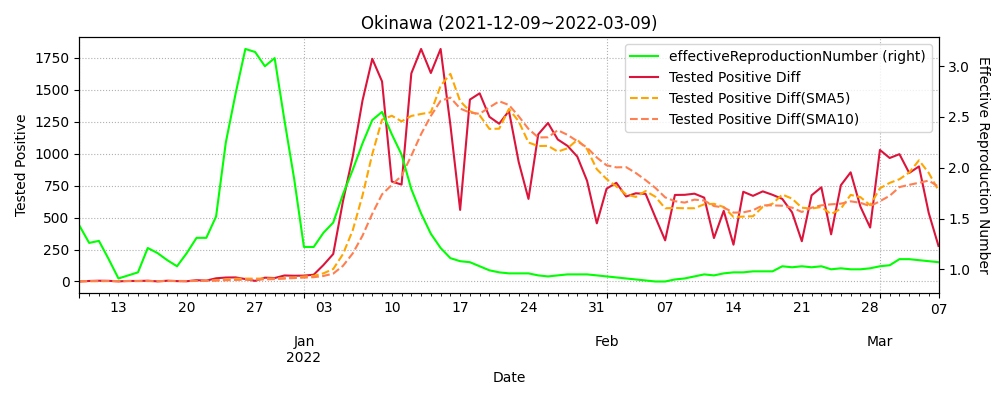 Okinawa (2021-12-09~2022-03-09)
effectiveReproductionNumber (right)
Tested Positive Diff
Tested Positive Diff(SMA5)
Tested Positive Diff(SMA10)
Tested Positive
1750
1500
1250
1000
750
500
250
0
3.0
2.5
2.0
1.5
1.0
Effective Reproduction Number
13 20 27 03 10 17 24 31 07 14 21 28 07
Jan Feb Mar
2022
Date